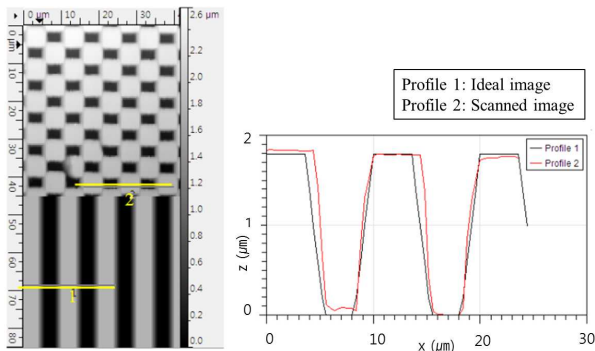 0 μm 10 20 30
2.6 μm
0 μm
10
20
30
40
50
60
70
80
2.2
2.0
1.8
1.6
1.4
1.2
1.0
0.8
0.6
0.4
0.2
0.0
2
1
Profile 1: Ideal image
Profile 2: Scanned image
Profile 1
Profile 2
2
1
0
z (μm)
0 10 20 30
x (μm)